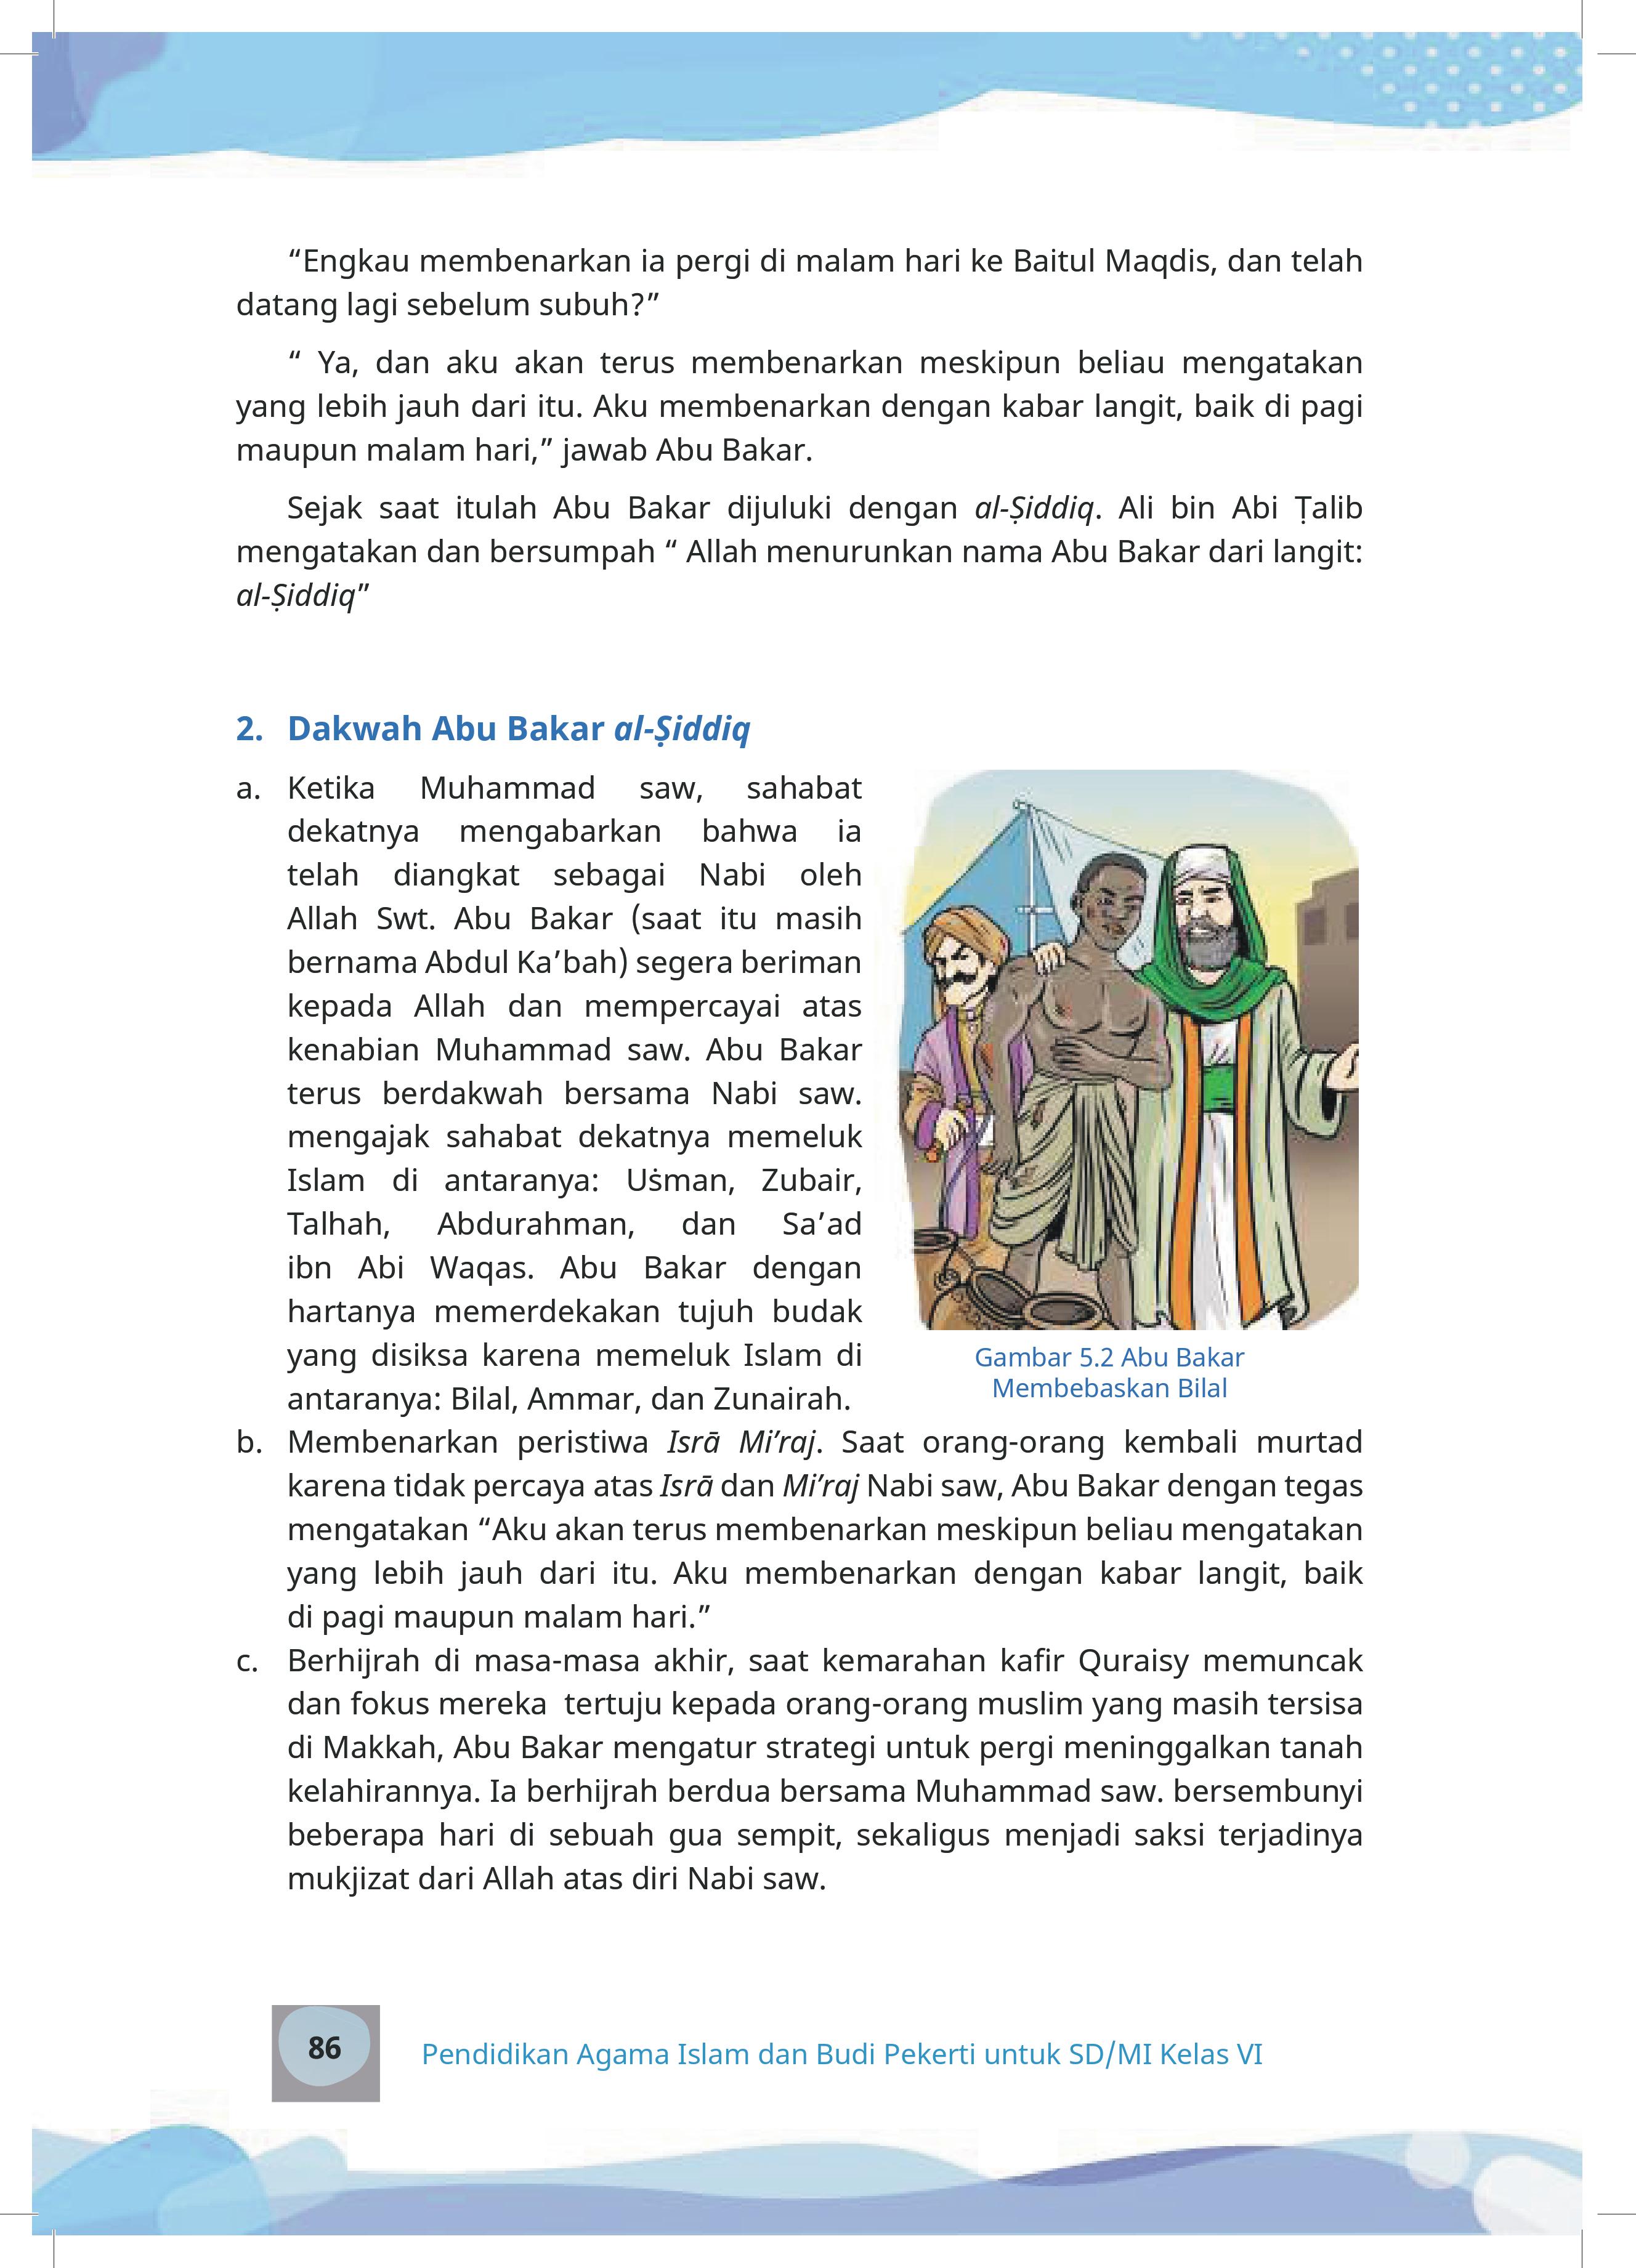 “Engkau membenarkan ia pergi di malam hari ke Baitul Maqdis, dan telah
datang lagi sebelum subuh?”
“ Ya, dan aku akan terus membenarkan meskipun beliau mengatakan
yang lebih jauh dari itu. Aku membenarkan dengan kabar langit, baik di pagi
maupun malam hari,” jawab Abu Bakar.
Sejak saat itulah Abu Bakar dijuluki dengan al-Ṣiddiq. Ali bin Abi Ṭalib
mengatakan dan bersumpah “ Allah menurunkan nama Abu Bakar dari langit:
al-Ṣiddiq”
2. Dakwah Abu Bakar al-Ṣiddiq
a. Ketika Muhammad saw, sahabat
dekatnya mengabarkan bahwa ia
telah diangkat sebagai Nabi oleh
Allah Swt. Abu Bakar (saat itu masih
bernama Abdul Ka’bah) segera beriman
kepada Allah dan mempercayai atas
kenabian Muhammad saw. Abu Bakar
terus berdakwah bersama Nabi saw.
mengajak sahabat dekatnya memeluk
Islam di antaranya: Uṡman, Zubair,
Talhah, Abdurahman, dan Sa’ad
ibn Abi Waqas. Abu Bakar dengan
hartanya memerdekakan tujuh budak
yang disiksa karena memeluk Islam di
antaranya: Bilal, Ammar, dan Zunairah.
Gambar 5.2 Abu Bakar
Membebaskan Bilal
b. Membenarkan peristiwa Isrā Mi’raj. Saat orang-orang kembali murtad
karena tidak percaya atas Isrā dan Mi’raj Nabi saw, Abu Bakar dengan tegas
mengatakan “Aku akan terus membenarkan meskipun beliau mengatakan
yang lebih jauh dari itu. Aku membenarkan dengan kabar langit, baik
di pagi maupun malam hari.”
c. Berhijrah di masa-masa akhir, saat kemarahan kafir Quraisy memuncak
dan fokus mereka  tertuju kepada orang-orang muslim yang masih tersisa
di Makkah, Abu Bakar mengatur strategi untuk pergi meninggalkan tanah
kelahirannya. Ia berhijrah berdua bersama Muhammad saw. bersembunyi
beberapa hari di sebuah gua sempit, sekaligus menjadi saksi terjadinya
mukjizat dari Allah atas diri Nabi saw.
86
Pendidikan Agama Islam dan Budi Pekerti untuk SD/MI Kelas VI